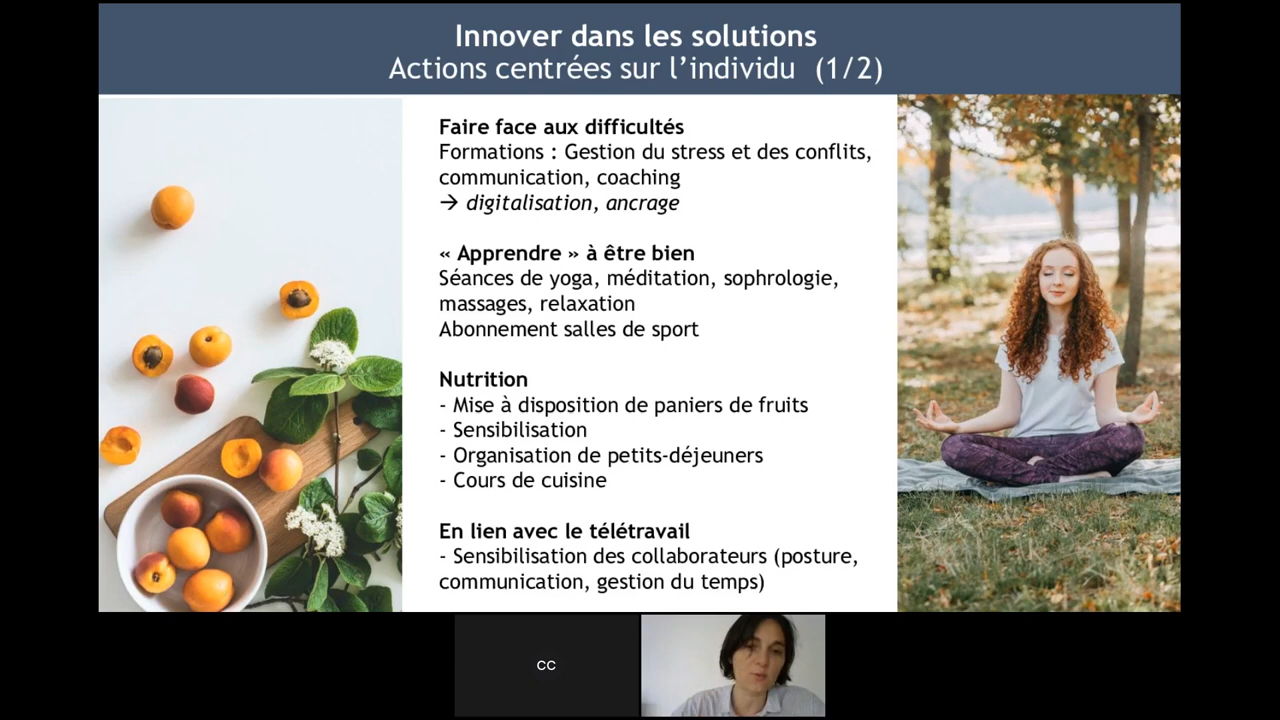 Innover dans les solutions
Actions centrées sur l’individu (1/2)
Faire face aux difficultés
Formations : Gestion du stress et des conflits,
communication, coaching
→ digitalisation, ancrage
« Apprendre » à être bien
Séances de yoga, méditation, sophrologie,
massages, relaxation
Abonnement salles de sport
Nutrition
- Mise à disposition de paniers de fruits
- Sensibilisation
- Organisation de petits-déjeuners
- Cours de cuisine
En lien avec le télétravail
- Sensibilisation des collaborateurs (posture,
communication, gestion du temps)
CC